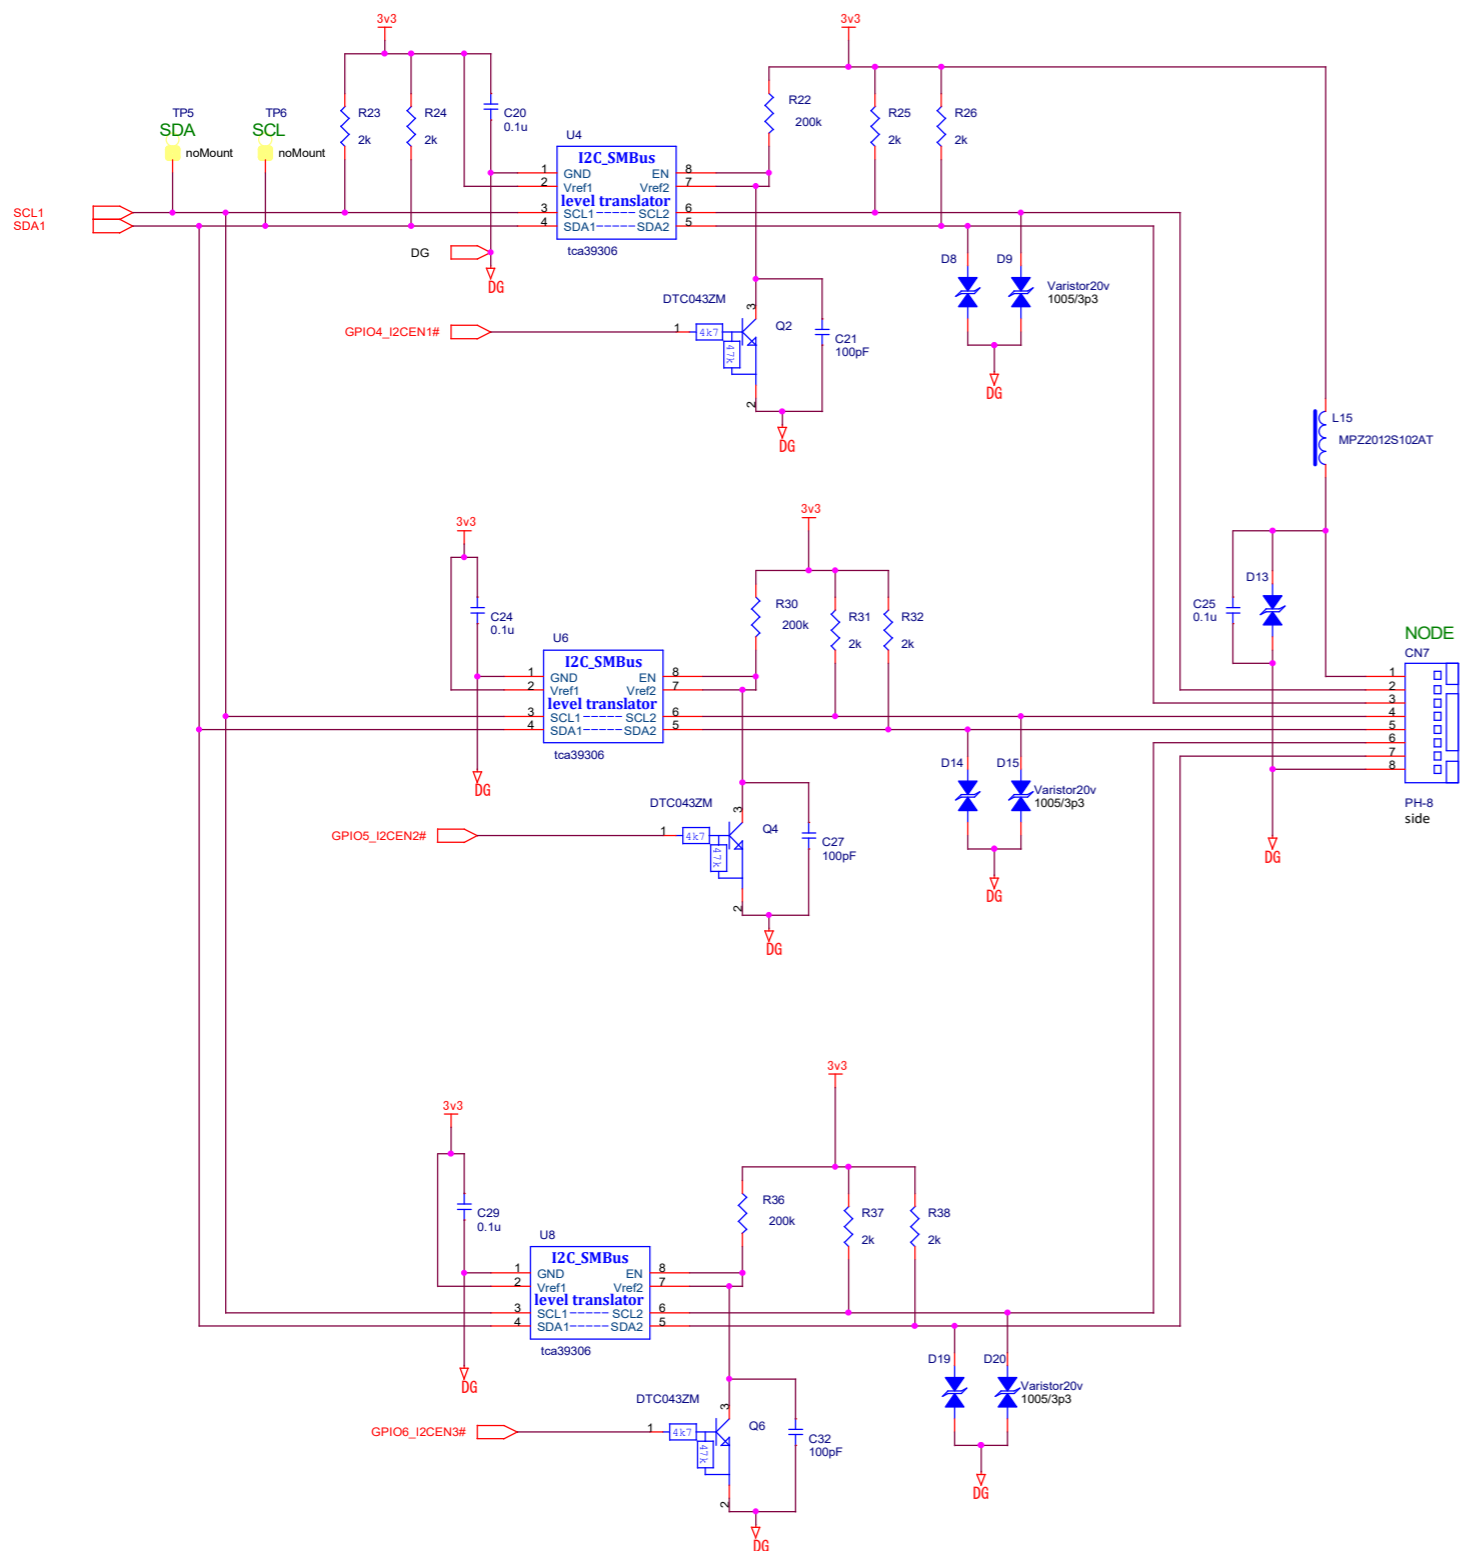 3v3
3v3
TP5
SDA
noMount
TP6
SCL
noMount
R23
2k
R24
2k
C20
0.1u
R22
200k
R25
2k
R26
2k
U4
I2C_SMBus
1 GND EN 8
2 Vref1 Vref2 7
level translator
3 SCL1-----SCL2 6
4 SDA1-----SDA2 5
tca39306
SCL1
SDA1
DG
DG
D8
D9
Varistor20v
1005/3p3
DG
DTC043ZM
GPIO4_I2CEN1#
1
4k7
47k
3
2
Q2
C21
100pF
DG
L15
MPZ2012S102AT
3v3
3v3
C24
0.1u
R30
200k
R31
2k
R32
2k
U6
I2C_SMBus
1 GND EN 8
2 Vref1 Vref2 7
level translator
3 SCL1-----SCL2 6
4 SDA1-----SDA2 5
tca39306
DG
D14
D15
Varistor20v
1005/3p3
DG
DTC043ZM
GPIO5_I2CEN2#
1
4k7
47k
3
2
Q4
C27
100pF
DG
D13
C25
0.1u
NODE
CN7
1
2
3
4
5
6
7
8
PH-8
side
DG
3v3
3v3
C29
0.1u
R36
200k
R37
2k
R38
2k
U8
I2C_SMBus
1 GND EN 8
2 Vref1 Vref2 7
level translator
3 SCL1-----SCL2 6
4 SDA1-----SDA2 5
tca39306
DG
D19
D20
Varistor20v
1005/3p3
DG
DTC043ZM
GPIO6_I2CEN3#
1
4k7
47k
3
2
Q6
C32
100pF
DG